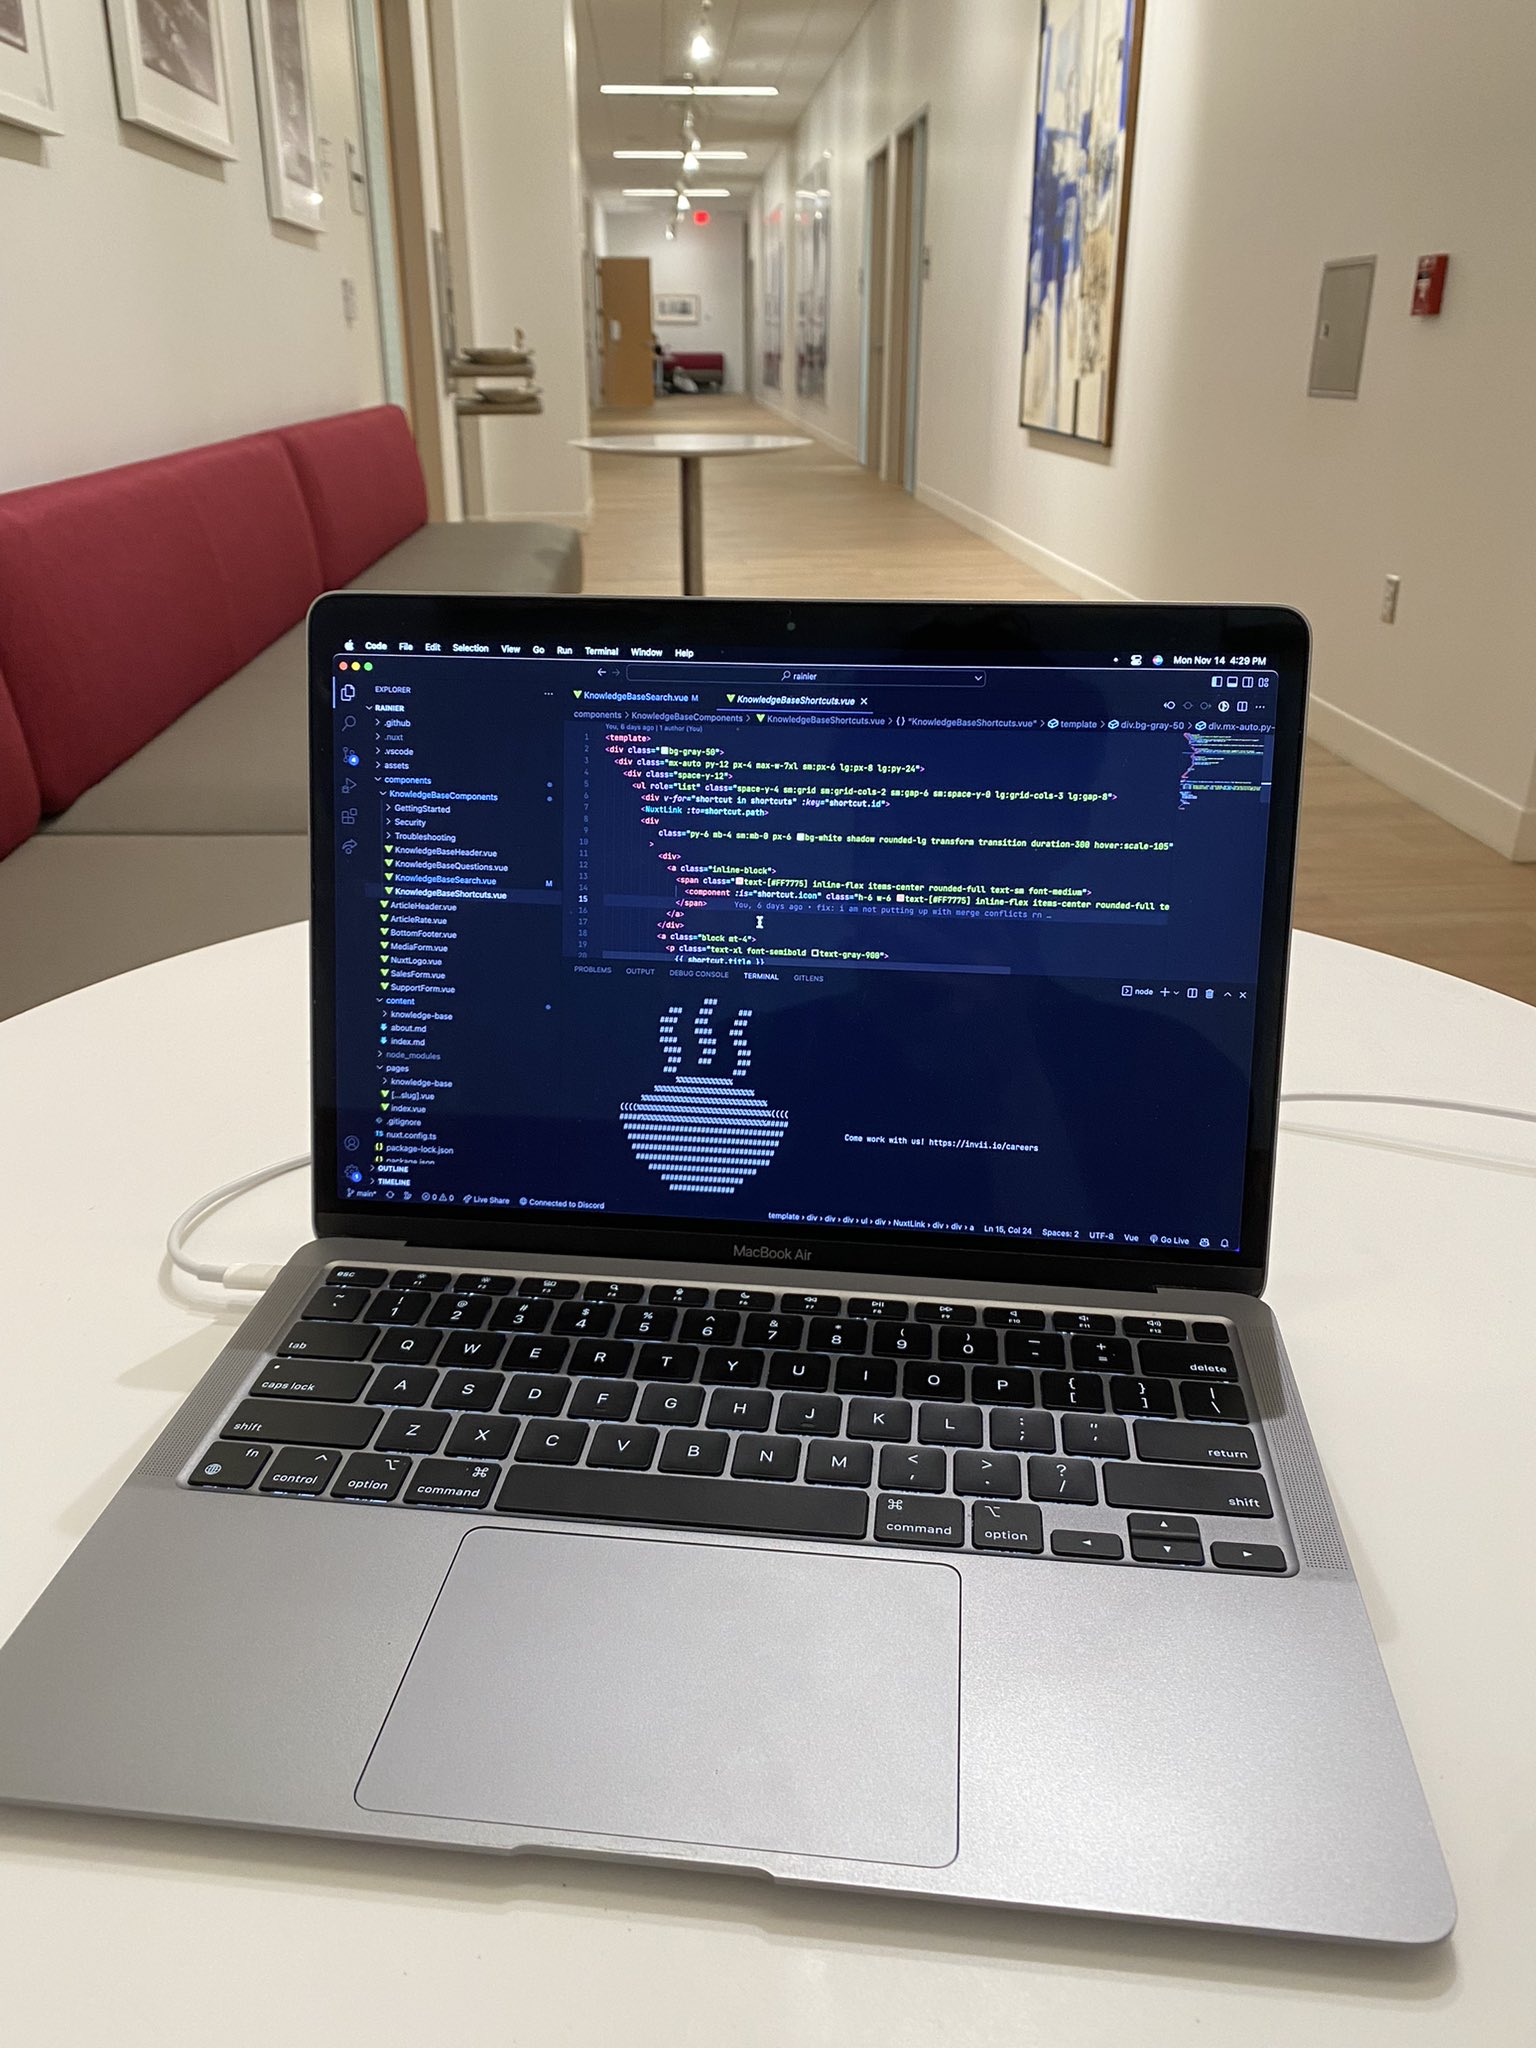 Code File Edit Selection View Go Run Terminal Window Help
Mon Nov 14 4:29 PM
rainier
EXPLORER
RAINIER
.github
.nuxt
.vscode
assets
components
KnowledgeBaseComponents
GettingStarted
Security
Troubleshooting
KnowledgeBaseHeader.vue
KnowledgeBaseQuestions.vue
KnowledgeBaseSearch.vue M
KnowledgeBaseShortcuts.vue
ArticleHeader.vue
ArticleRate.vue
BottomFooter.vue
MediaForm.vue
NuxtLogo.vue
SalesForm.vue
SupportForm.vue
content
knowledge-base
about.md
index.md
node_modules
pages
knowledge-base
[...slug].vue
index.vue
.gitignore
nuxt.config.ts
package-lock.json
package.json
OUTLINE
TIMELINE
KnowledgeBaseSearch.vue M KnowledgeBaseShortcuts.vue
components > KnowledgeBaseComponents > KnowledgeBaseShortcuts.vue > {} "KnowledgeBaseShortcuts.vue" > template > div.bg-gray-50 > div.mx-auto.py-
You, 6 days ago | 1 author (You)
1 <template>
2 <div class="bg-gray-50">
3 <div class="mx-auto py-12 px-4 max-w-7xl sm:px-6 lg:px-8 lg:py-24">
4 <div class="space-y-12">
5 <ul role="list" class="space-y-4 sm:grid sm:grid-cols-2 sm:gap-6 sm:space-y-0 lg:grid-cols-3 lg:gap-8">
6 <div v-for="shortcut in shortcuts" :key="shortcut.id">
7 <NuxtLink :to=shortcut.path>
8 <div
9 class="py-6 mb-4 sm:mb-0 px-6 bg-white shadow rounded-lg transform transition duration-300 hover:scale-105"
10 >
11 <div>
12 <a class="inline-block">
13 <span class="text-[#FF7775] inline-flex items-center rounded-full text-sm font-medium">
14 <component :is="shortcut.icon" class="h-6 w-6 text-[#FF7775] inline-flex items-center rounded-full te
15 </span> You, 6 days ago • fix: i am not putting up with merge conflicts rn …
16 </a>
17 </div>
18 <a class="block mt-4">
19 <p class="text-xl font-semibold text-gray-900">
20 {{ shortcut.title }}
PROBLEMS OUTPUT DEBUG CONSOLE TERMINAL GITLENS
node
Come work with us! https://invii.io/careers
main* 0 0 Live Share Connected to Discord
template > div > div > div > ul > div > NuxtLink > div > div > a Ln 15, Col 24 Spaces: 2 UTF-8 Vue Go Live
MacBook Air
esc F1 F2 F3 F4 F5 F6 F7 F8 F9 F10 F11 F12
~ ` ! 1 @ 2 # 3 $ 4 % 5 ^ 6 & 7 * 8 ( 9 ) 0 _ - + = delete
tab Q W E R T Y U I O P { [ } ] | \
caps lock A S D F G H J K L : ; " ' return
shift Z X C V B N M < , > . ? / shift
fn control option command command option